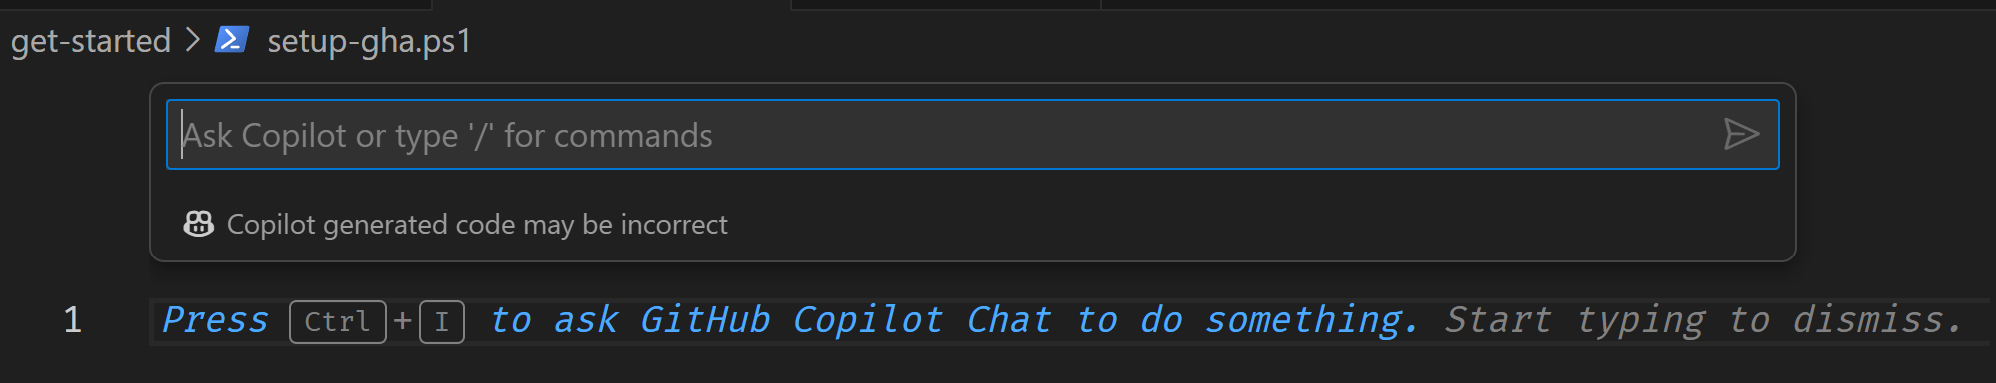 get-started > setup-gha.ps1
Ask Copilot or type '/' for commands
Copilot generated code may be incorrect
1 Press Ctrl+I to ask GitHub Copilot Chat to do something. Start typing to dismiss.